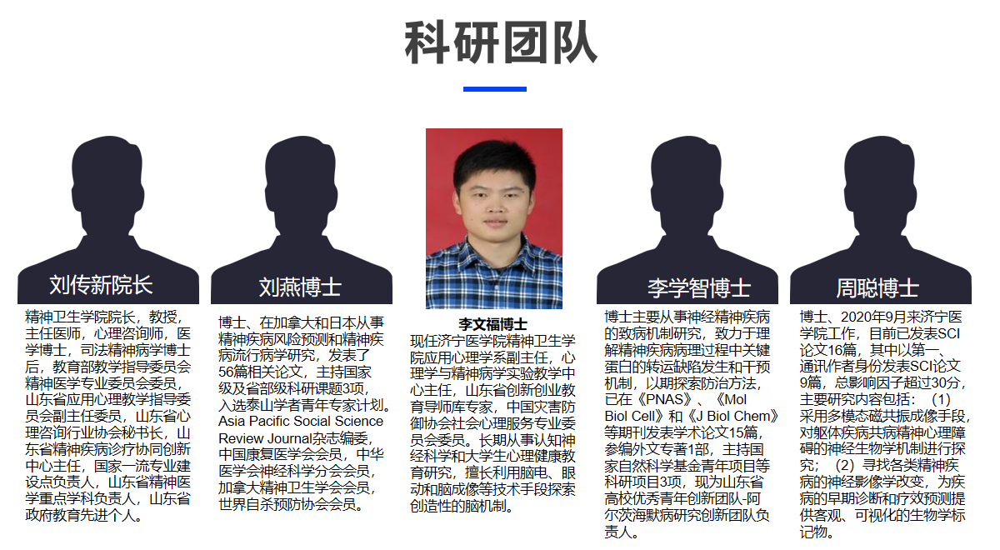 科研团队
刘传新院长
精神卫生学院院长，教授，
主任医师，心理咨询师，医
学博士，司法精神病学博士
后，教育部教学指导委员会
精神医学专业委员会委员，
山东省应用心理教学指导委
员会副主任委员，山东省心
理咨询行业协会秘书长，山
东省精神疾病诊疗协同创新
中心主任，国家一流专业建
设点负责人，山东省精神医
学重点学科负责人，山东省
政府教育先进个人。
刘燕博士
博士、在加拿大和日本从事
精神疾病风险预测和精神疾
病流行病学研究，发表了
56篇相关论文，主持国家
级及省部级科研课题3项，
入选泰山学者青年专家计划。
Asia Pacific Social Science
Review Journal杂志编委，
中国康复医学会会员，中华
医学会神经科学分会会员，
加拿大精神卫生学会会员，
世界自杀预防协会会员。
李文福博士
现任济宁医学院精神卫生学
院应用心理学系副主任，心
理学与精神病学实验教学中
心主任，山东省创新创业教
育导师库专家，中国灾害防
御协会社会心理服务专业委
员会委员。长期从事认知神
经科学和大学生心理健康教
育研究，擅长利用脑电、眼
动和脑成像等技术手段探索
创造性的脑机制。
李学智博士
博士主要从事神经精神疾病
的致病机制研究，致力于理
解精神疾病病理过程中关键
蛋白的转运缺陷发生和干预
机制，以期探索防治方法，
已在《PNAS》、《Mol
Biol Cell》和《J Biol Chem》
等期刊发表学术论文15篇，
参编外文专著1部，主持国
家自然科学基金青年项目等
科研项目3项，现为山东省
高校优秀青年创新团队-阿
尔茨海默病研究创新团队负
责人。
周聪博士
博士、2020年9月来济宁医
学院工作，目前已发表SCI
论文16篇，其中以第一、
通讯作者身份发表SCI论文
9篇，总影响因子超过30分，
主要研究内容包括：（1）
采用多模态磁共振成像手段，
对躯体疾病共病精神心理障
碍的神经生物学机制进行探
究；（2）寻找各类精神疾
病的神经影像学改变，为疾
病的早期诊断和疗效预测提
供客观、可视化的生物学标
记物。